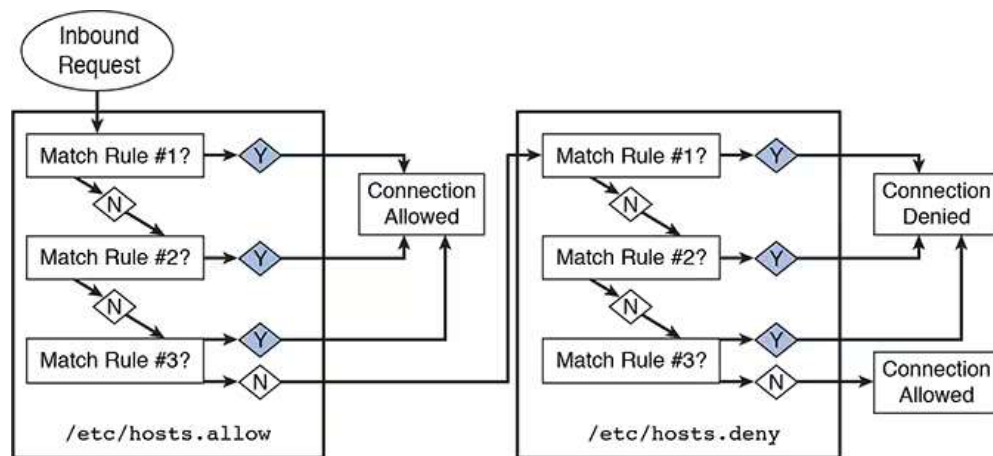 Inbound
Request
Match Rule #1?
Y
N
Connection
Allowed
Match Rule #2?
Y
N
Match Rule #3?
Y
N
/etc/hosts.allow
Match Rule #1?
Y
N
Connection
Denied
Match Rule #2?
Y
N
Match Rule #3?
Y
N
Connection
Allowed
/etc/hosts.deny